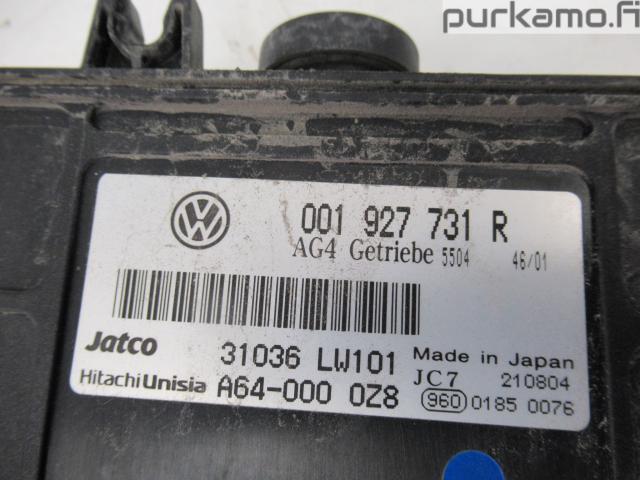 purkamo.fi
VW
001 927 731 R
AG4 Getriebe 5504 46/01
Jatco 31036 LW101 Made in Japan
HitachiUnisia A64-000 0Z8 JC7 210804
960 0185 0076